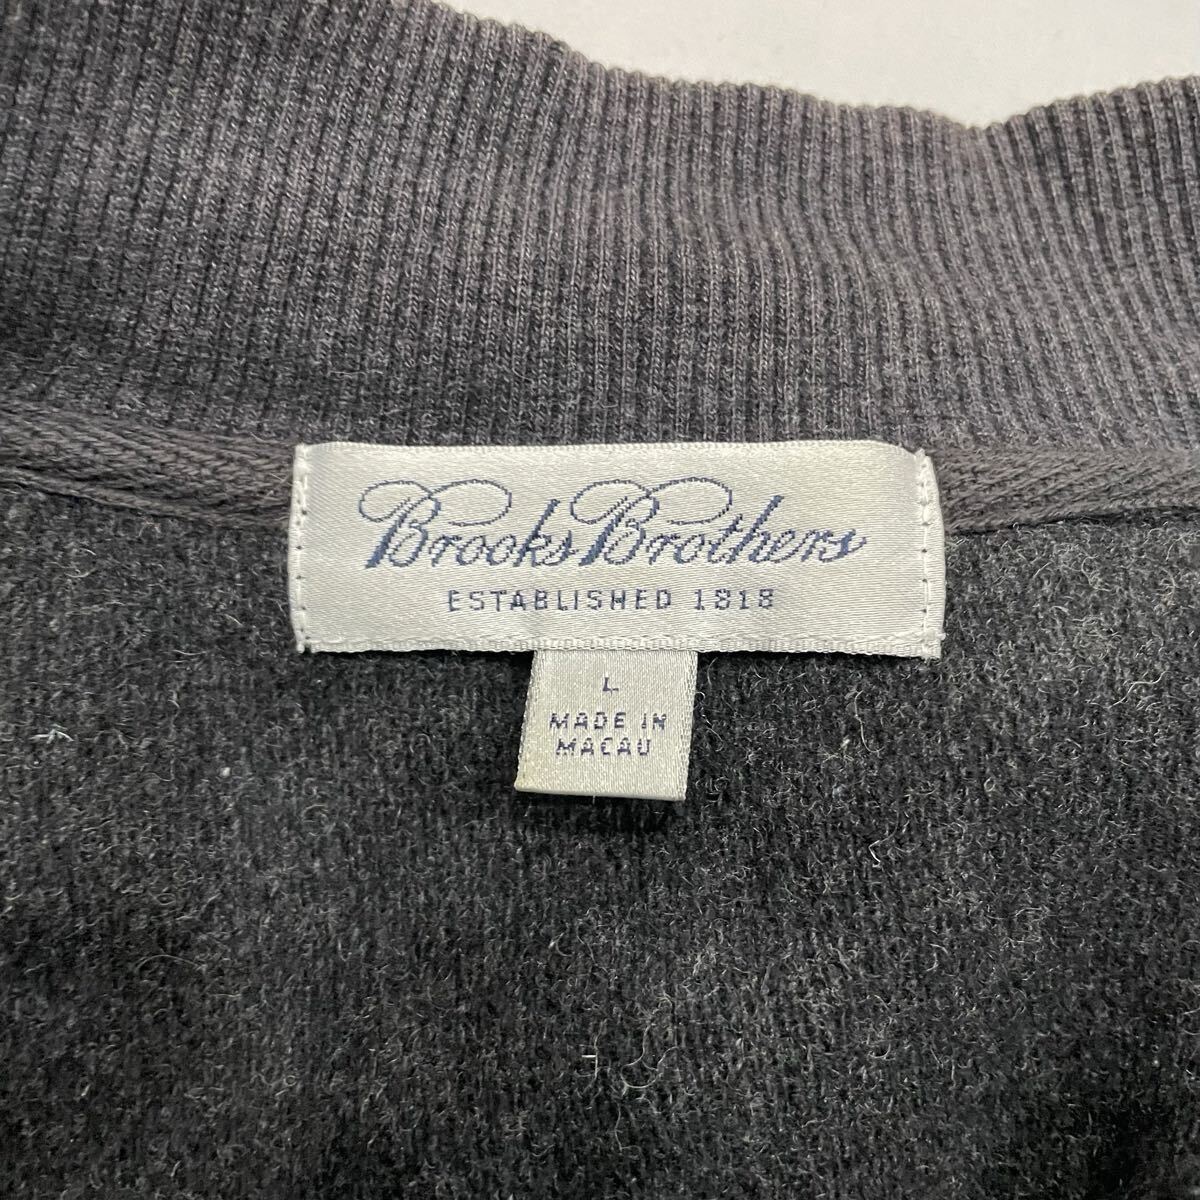 Brooks Brothers
ESTABLISHED 1818
L
MADE IN
MACAU